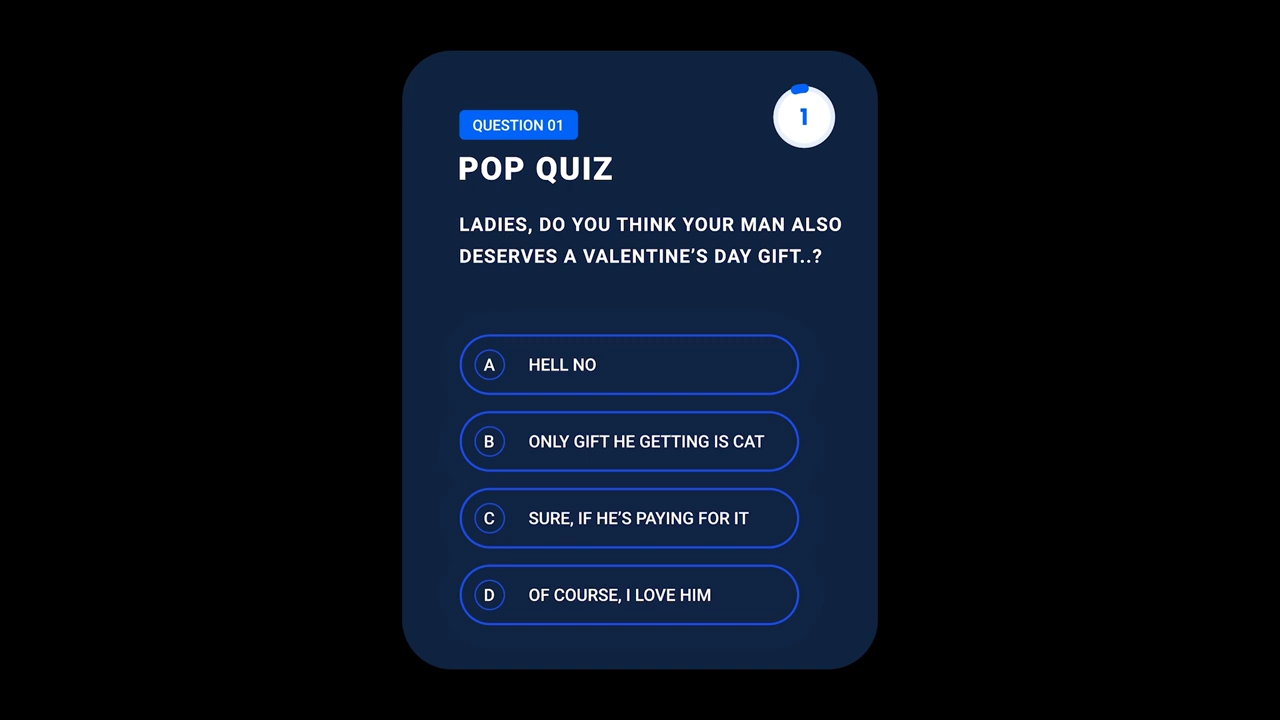 QUESTION 01
1
POP QUIZ
LADIES, DO YOU THINK YOUR MAN ALSO
DESERVES A VALENTINE’S DAY GIFT..?
A HELL NO
B ONLY GIFT HE GETTING IS CAT
C SURE, IF HE’S PAYING FOR IT
D OF COURSE, I LOVE HIM